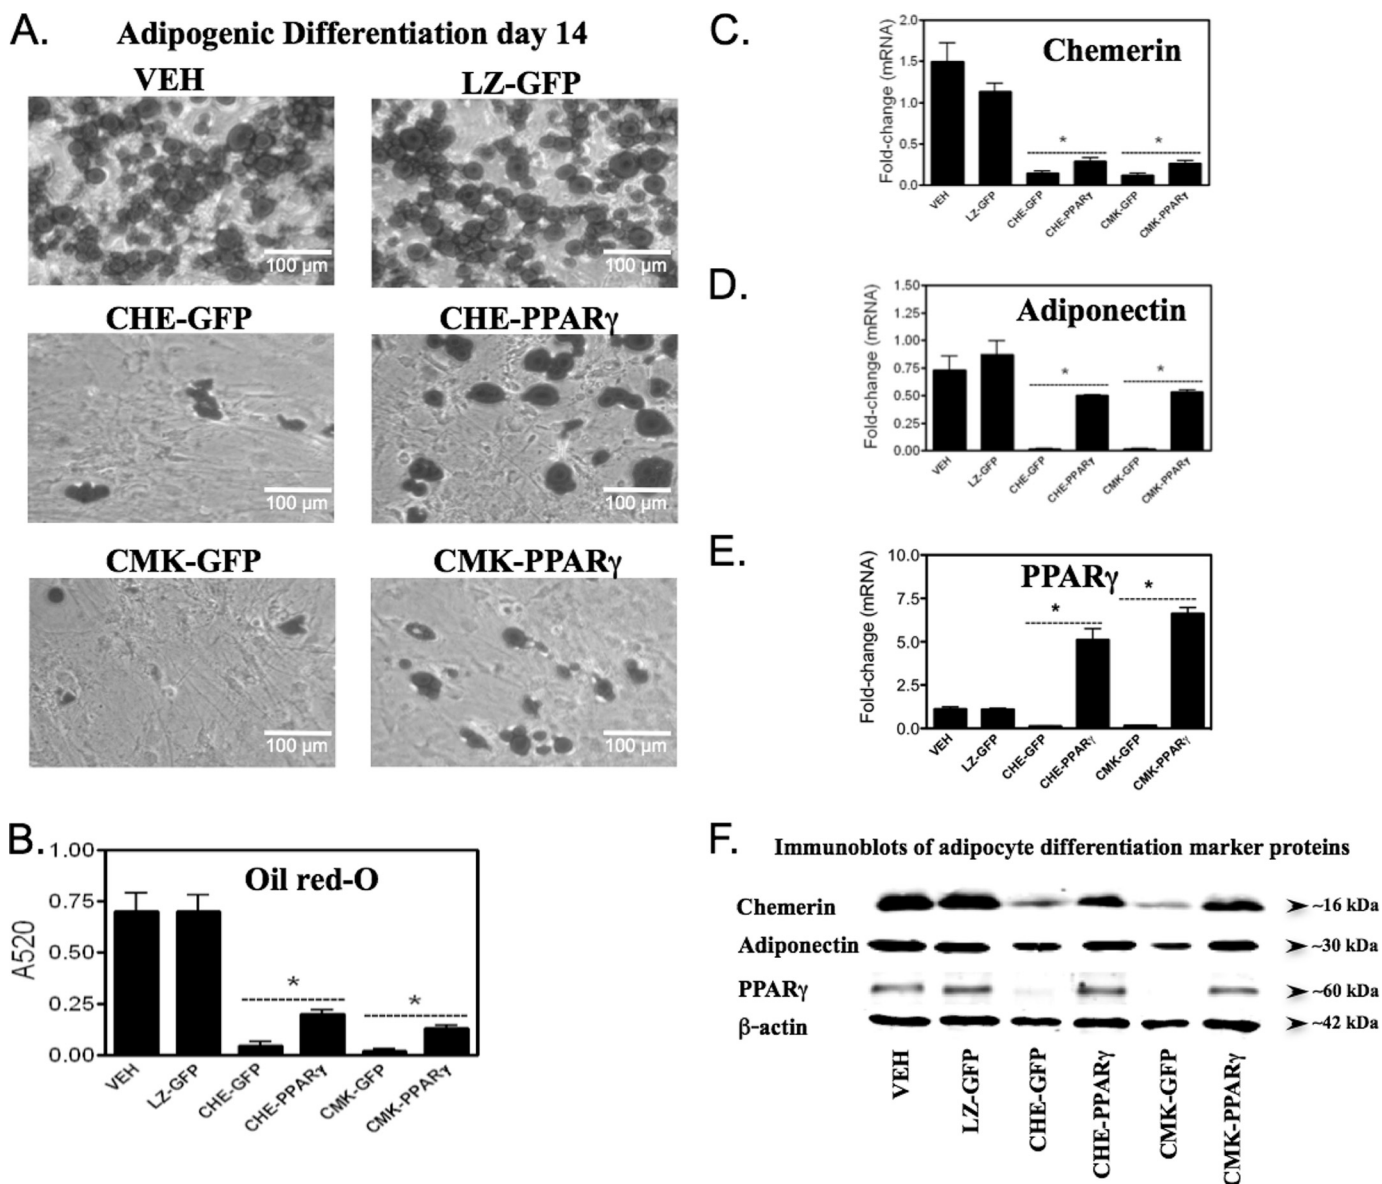 A.
Adipogenic Differentiation day 14
VEH
LZ-GFP
100 µm
100 µm
CHE-GFP
CHE-PPARγ
100 µm
100 µm
CMK-GFP
CMK-PPARγ
100 µm
100 µm
B.
Oil red-O
A520
1.00
0.75
0.50
0.25
0.00
*
*
VEH
LZ-GFP
CHE-GFP
CHE-PPARγ
CMK-GFP
CMK-PPARγ
C.
Chemerin
Fold-change (mRNA)
2.0
1.5
1.0
0.5
0.0
*
*
VEH
LZ-GFP
CHE-GFP
CHE-PPARγ
CMK-GFP
CMK-PPARγ
D.
Adiponectin
Fold-change (mRNA)
1.50
1.25
1.00
0.75
0.50
0.25
0.00
*
*
VEH
LZ-GFP
CHE-GFP
CHE-PPARγ
CMK-GFP
CMK-PPARγ
E.
PPARγ
Fold-change (mRNA)
10.0
7.5
5.0
2.5
0.0
*
*
VEH
LZ-GFP
CHE-GFP
CHE-PPARγ
CMK-GFP
CMK-PPARγ
F.
Immunoblots of adipocyte differentiation marker proteins
Chemerin
~16 kDa
Adiponectin
~30 kDa
PPARγ
~60 kDa
β-actin
~42 kDa
VEH
LZ-GFP
CHE-GFP
CHE-PPARγ
CMK-GFP
CMK-PPARγ